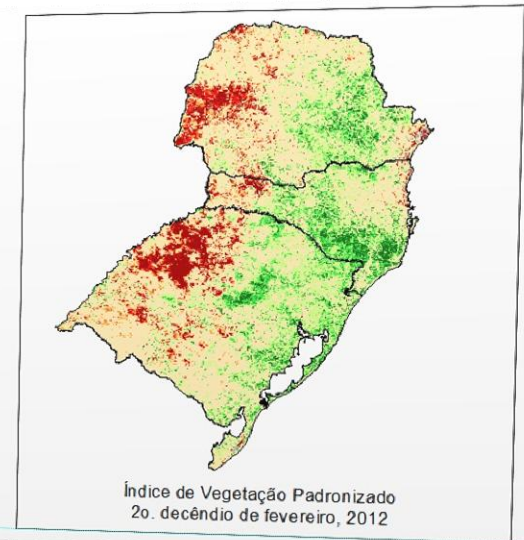 Índice de Vegetação Padronizado
2o. decêndio de fevereiro, 2012